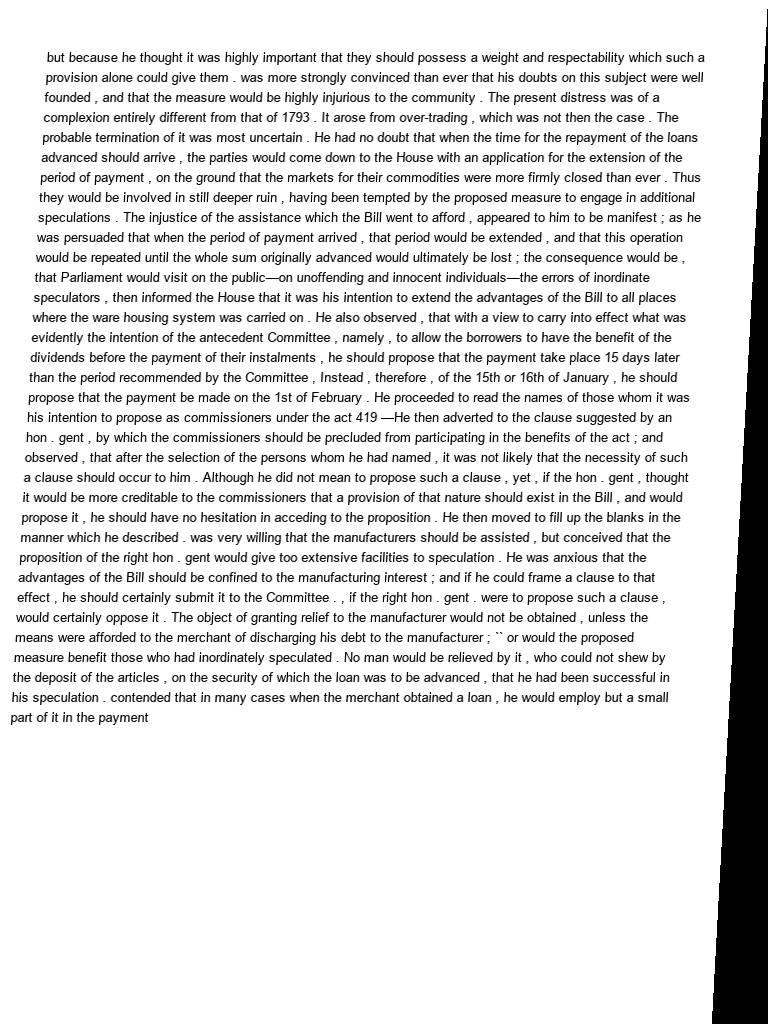 but because he thought it was highly important that they should possess a weight and respectability which such a
provision alone could give them . was more strongly convinced than ever that his doubts on this subject were well
founded , and that the measure would be highly injurious to the community . The present distress was of a
complexion entirely different from that of 1793 . It arose from over-trading , which was not then the case . The
probable termination of it was most uncertain . He had no doubt that when the time for the repayment of the loans
advanced should arrive , the parties would come down to the House with an application for the extension of the
period of payment , on the ground that the markets for their commodities were more firmly closed than ever . Thus
they would be involved in still deeper ruin , having been tempted by the proposed measure to engage in additional
speculations . The injustice of the assistance which the Bill went to afford , appeared to him to be manifest ; as he
was persuaded that when the period of payment arrived , that period would be extended , and that this operation
would be repeated until the whole sum originally advanced would ultimately be lost ; the consequence would be ,
that Parliament would visit on the public—on unoffending and innocent individuals—the errors of inordinate
speculators , then informed the House that it was his intention to extend the advantages of the Bill to all places
where the ware housing system was carried on . He also observed , that with a view to carry into effect what was
evidently the intention of the antecedent Committee , namely , to allow the borrowers to have the benefit of the
dividends before the payment of their instalments , he should propose that the payment take place 15 days later
than the period recommended by the Committee , Instead , therefore , of the 15th or 16th of January , he should
propose that the payment be made on the 1st of February . He proceeded to read the names of those whom it was
his intention to propose as commissioners under the act 419 —He then adverted to the clause suggested by an
hon . gent , by which the commissioners should be precluded from participating in the benefits of the act ; and
observed , that after the selection of the persons whom he had named , it was not likely that the necessity of such
a clause should occur to him . Although he did not mean to propose such a clause , yet , if the hon . gent , thought
it would be more creditable to the commissioners that a provision of that nature should exist in the Bill , and would
propose it , he should have no hesitation in acceding to the proposition . He then moved to fill up the blanks in the
manner which he described . was very willing that the manufacturers should be assisted , but conceived that the
proposition of the right hon . gent would give too extensive facilities to speculation . He was anxious that the
advantages of the Bill should be confined to the manufacturing interest ; and if he could frame a clause to that
effect , he should certainly submit it to the Committee . , if the right hon . gent . were to propose such a clause ,
would certainly oppose it . The object of granting relief to the manufacturer would not be obtained , unless the
means were afforded to the merchant of discharging his debt to the manufacturer ; `` or would the proposed
measure benefit those who had inordinately speculated . No man would be relieved by it , who could not shew by
the deposit of the articles , on the security of which the loan was to be advanced , that he had been successful in
his speculation . contended that in many cases when the merchant obtained a loan , he would employ but a small
part of it in the payment